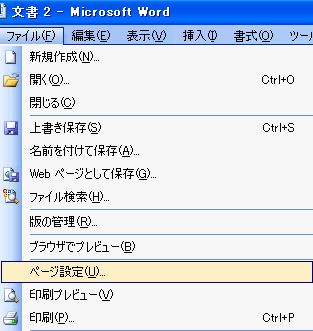 文書 2 - Microsoft Word
ファイル(F) 編集(E) 表示(V) 挿入(I) 書式(O) ツー
新規作成(N)...
開く(O)... Ctrl+O
閉じる(C)
上書き保存(S) Ctrl+S
名前を付けて保存(A)...
Web ページとして保存(G)...
ファイル検索(H)...
版の管理(R)...
ブラウザでプレビュー(B)
ページ設定(U)...
印刷プレビュー(V)
印刷(P)... Ctrl+P